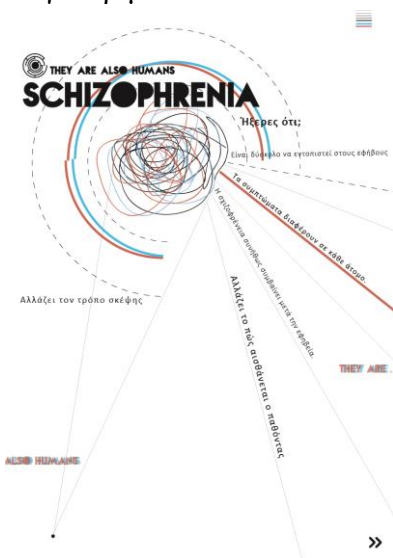 THEY ARE ALSO HUMANS
SCHIZOPHRENIA
Ήξερες ότι;
Είναι δύσκολο να εντοπιστεί στους εφήβους
Τα συμπτώματα διαφέρουν σε κάθε άτομο.
Η σχιζοφρένεια συνήθως συμβαίνει μετά την εφηβεία.
Αλλάζει το πώς αισθάνεται ο παθόντας
Αλλάζει τον τρόπο σκέψης
THEY ARE
ALSO HUMANS
»